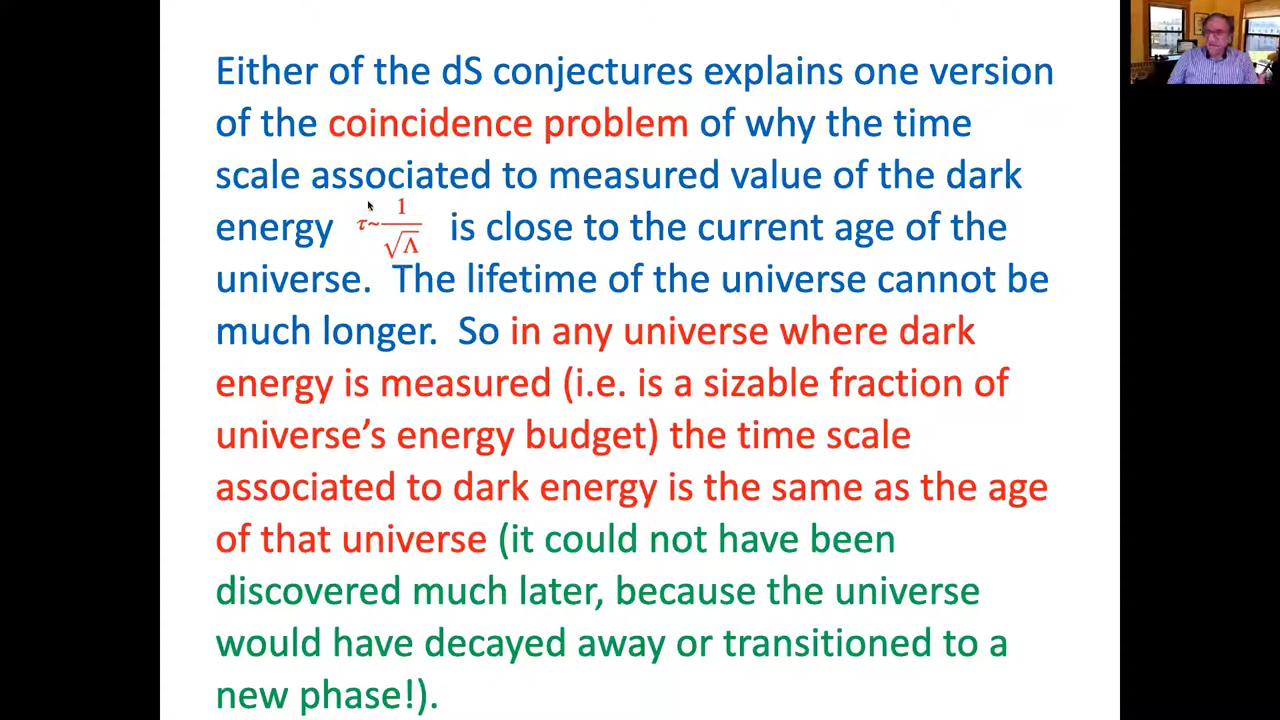 Either of the dS conjectures explains one version
of the coincidence problem of why the time
scale associated to measured value of the dark
energy τ~ 1/√Λ is close to the current age of the
universe. The lifetime of the universe cannot be
much longer. So in any universe where dark
energy is measured (i.e. is a sizable fraction of
universe’s energy budget) the time scale
associated to dark energy is the same as the age
of that universe (it could not have been
discovered much later, because the universe
would have decayed away or transitioned to a
new phase!).